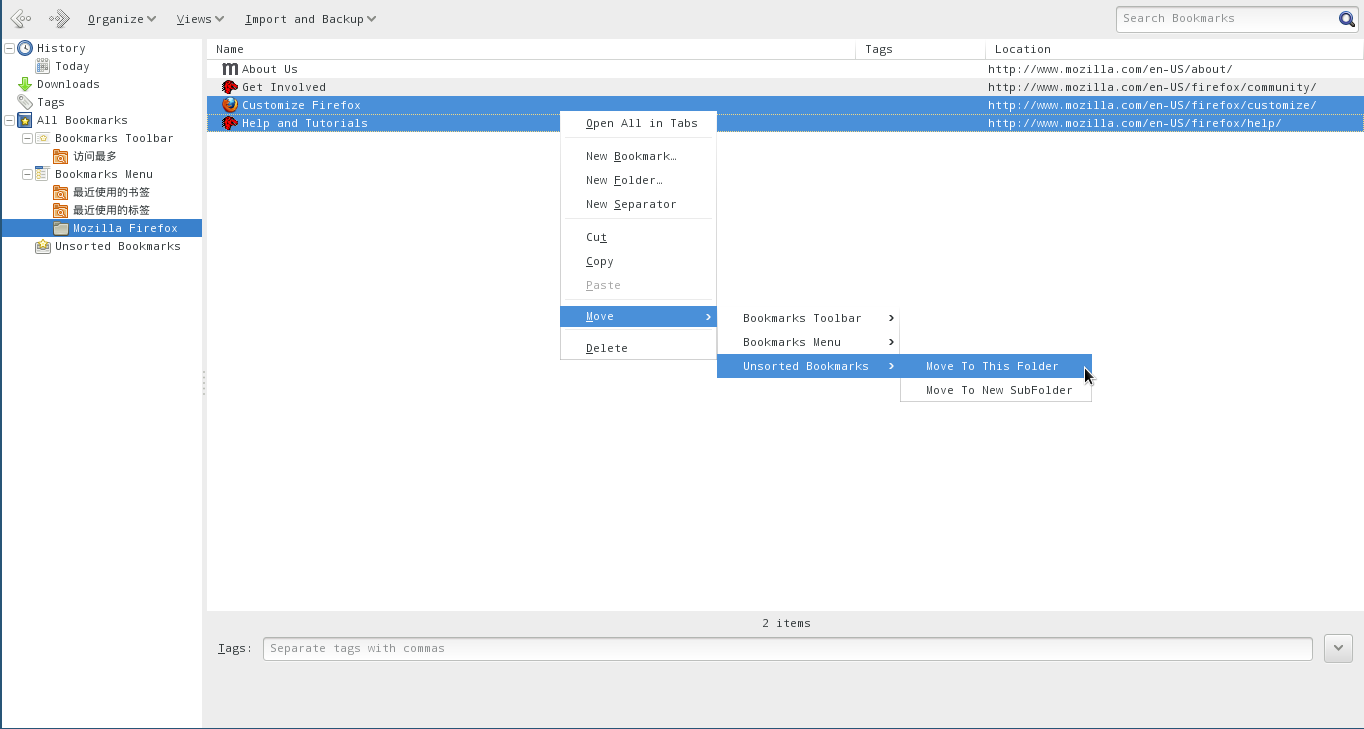 Organize Views Import and Backup Search Bookmarks
History
Today
Downloads
Tags
All Bookmarks
Bookmarks Toolbar
访问最多
Bookmarks Menu
最近使用的书签
最近使用的标签
Mozilla Firefox
Unsorted Bookmarks
Name Tags Location
About Us http://www.mozilla.com/en-US/about/
Get Involved http://www.mozilla.com/en-US/firefox/community/
Customize Firefox http://www.mozilla.com/en-US/firefox/customize/
Help and Tutorials http://www.mozilla.com/en-US/firefox/help/
Open All in Tabs
New Bookmark…
New Folder…
New Separator
Cut
Copy
Paste
Move
Delete
Bookmarks Toolbar
Bookmarks Menu
Unsorted Bookmarks
Move To This Folder
Move To New SubFolder
2 items
Tags: Separate tags with commas